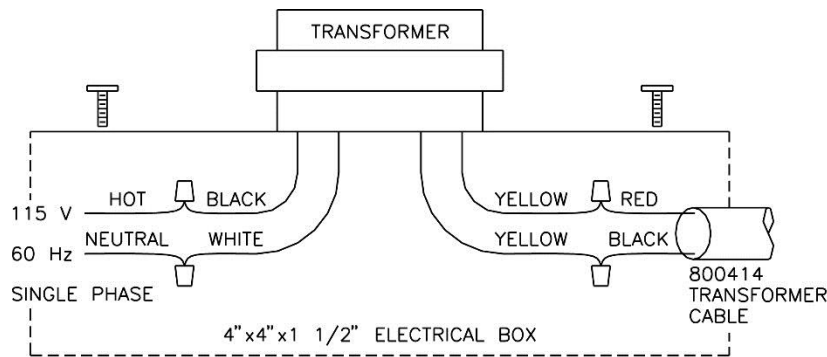 TRANSFORMER
HOT BLACK YELLOW RED
115 V
NEUTRAL WHITE YELLOW BLACK
60 Hz
SINGLE PHASE
800414
TRANSFORMER
CABLE
4"x4"x1 1/2" ELECTRICAL BOX